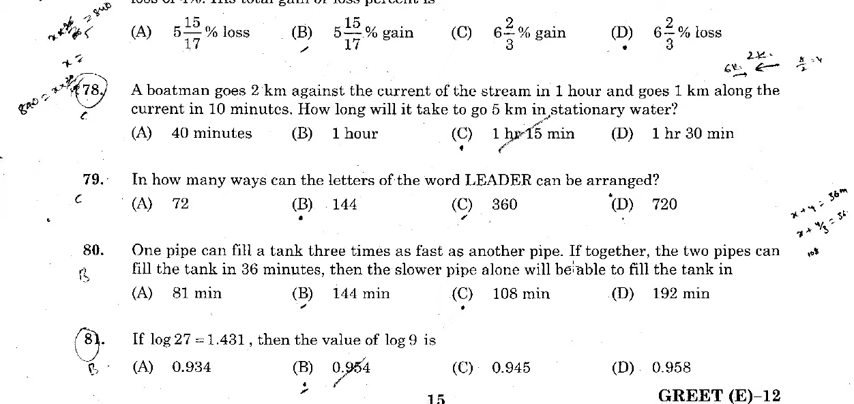 (A) 5 15/17 % loss (B) 5 15/17 % gain (C) 6 2/3 % gain (D) 6 2/3 % loss
2k.
6k.
78. A boatman goes 2 km against the current of the stream in 1 hour and goes 1 km along the
current in 10 minutes. How long will it take to go 5 km in stationary water?
C
(A) 40 minutes (B) 1 hour (C) 1 hr 15 min (D) 1 hr 30 min
79. In how many ways can the letters of the word LEADER can be arranged?
C (A) 72 (B) 144 (C) 360 (D) 720
80. One pipe can fill a tank three times as fast as another pipe. If together, the two pipes can
fill the tank in 36 minutes, then the slower pipe alone will be able to fill the tank in
B
(A) 81 min (B) 144 min (C) 108 min (D) 192 min
81. If log 27 = 1.431 , then the value of log 9 is
B (A) 0.934 (B) 0.954 (C) 0.945 (D) 0.958
15 GREET (E)–12